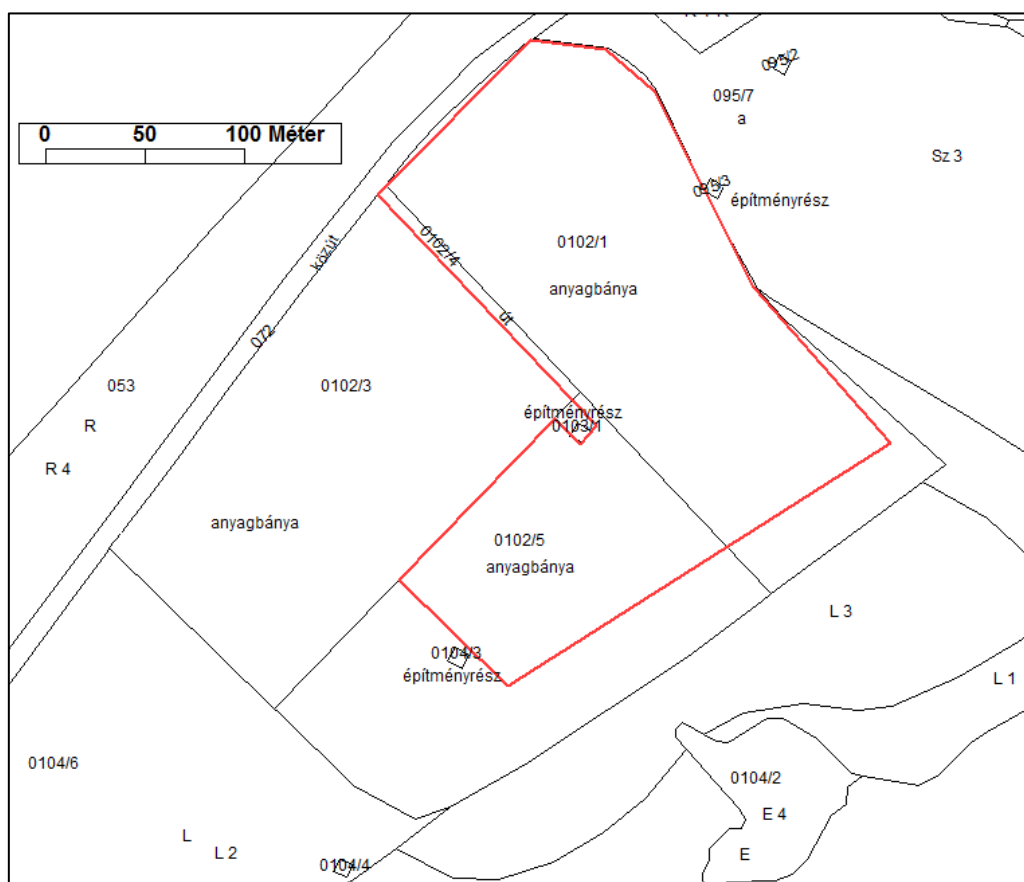 095/2
095/7
a
0 50 100 Méter
Sz 3
095/3
építményrész
közút
0102/4
0102/1
anyagbánya
út
072
053
0102/3
R
építményrész
0103/1
R 4
anyagbánya
0102/5
anyagbánya
L 3
0104/3
építményrész
L 1
0104/6
0104/2
E 4
L
L 2
E
0104/4